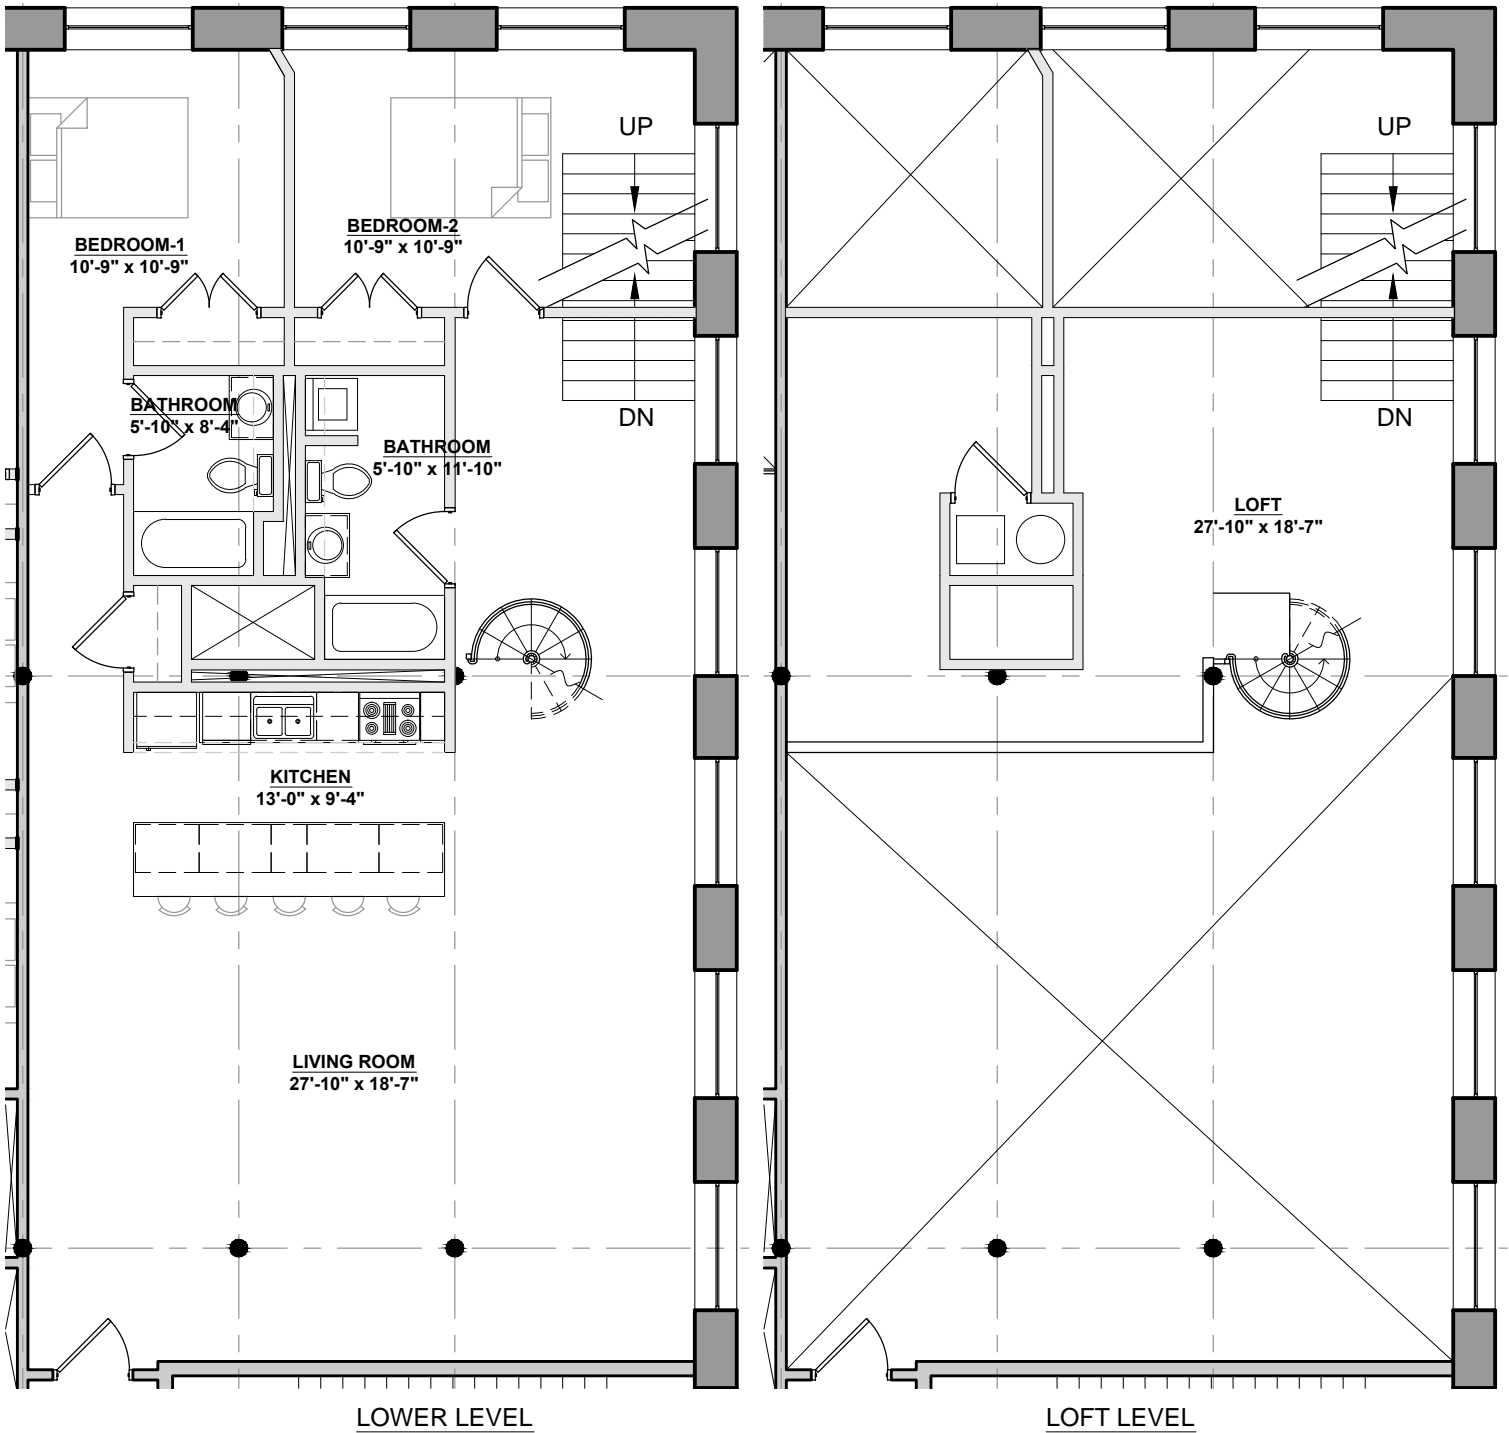 UP
BEDROOM-1
10'-9" x 10'-9"
BEDROOM-2
10'-9" x 10'-9"
BATHROOM
5'-10" x 8'-4"
DN
BATHROOM
5'-10" x 11'-10"
KITCHEN
13'-0" x 9'-4"
LIVING ROOM
27'-10" x 18'-7"
LOWER LEVEL
UP
DN
LOFT
27'-10" x 18'-7"
LOFT LEVEL